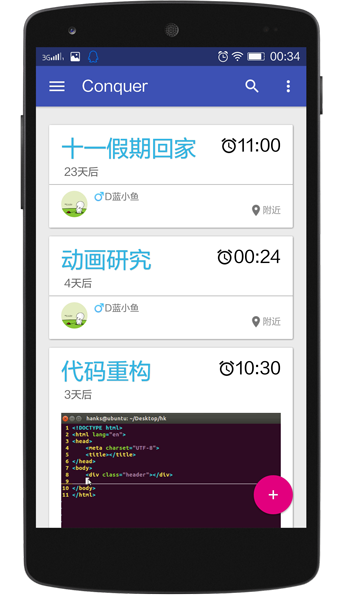 3G 00:34
Conquer
十一假期回家 11:00
23天后
♂D蓝小鱼
附近
动画研究 00:24
4天后
♂D蓝小鱼
附近
代码重构 10:30
3天后
hanks@ubuntu: ~/Desktop/hk
1 <!DOCTYPE html>
2 <html lang="en">
3 <head>
4 <meta charset="UTF-8">
5 <title></title>
6 </head>
7 <body>
8 <div class="header"></div>
9
10 </body>
11 </html>
+